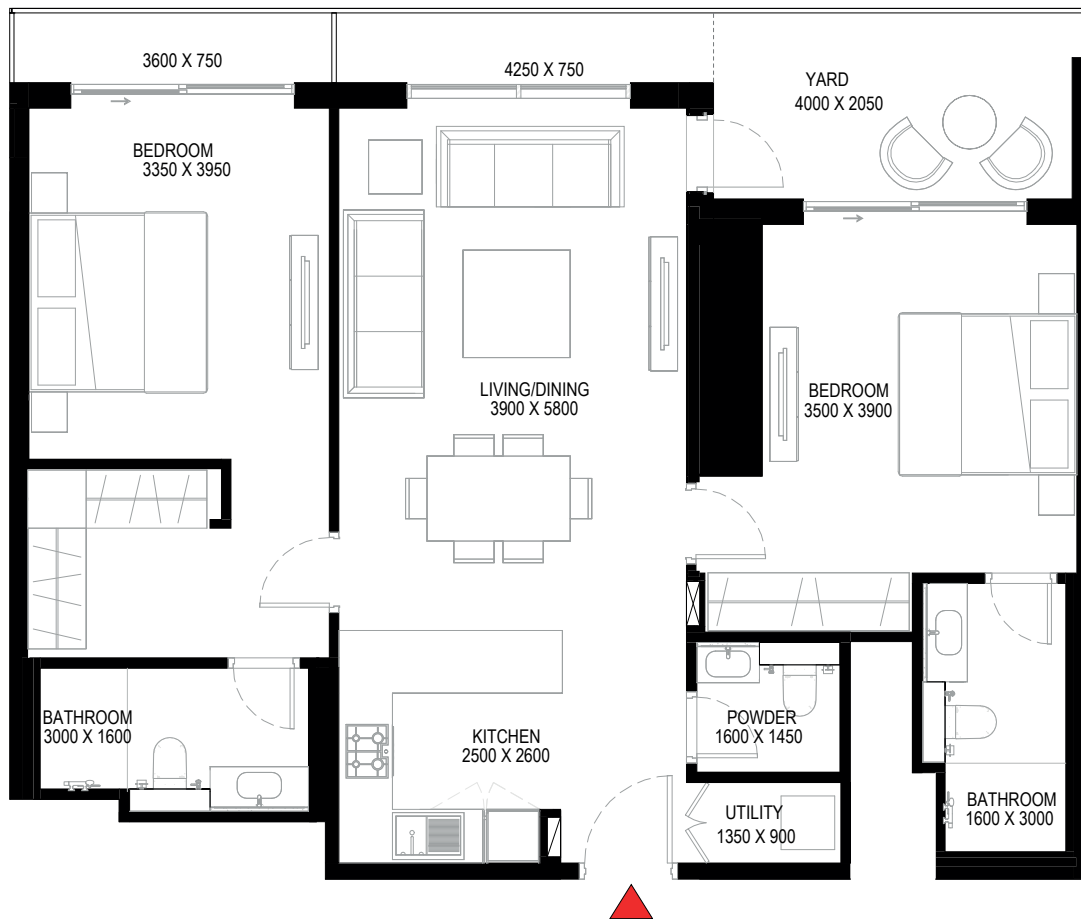 3600 X 750
4250 X 750
YARD
4000 X 2050
BEDROOM
3350 X 3950
LIVING/DINING
3900 X 5800
BEDROOM
3500 X 3900
BATHROOM
3000 X 1600
KITCHEN
2500 X 2600
POWDER
1600 X 1450
UTILITY
1350 X 900
BATHROOM
1600 X 3000